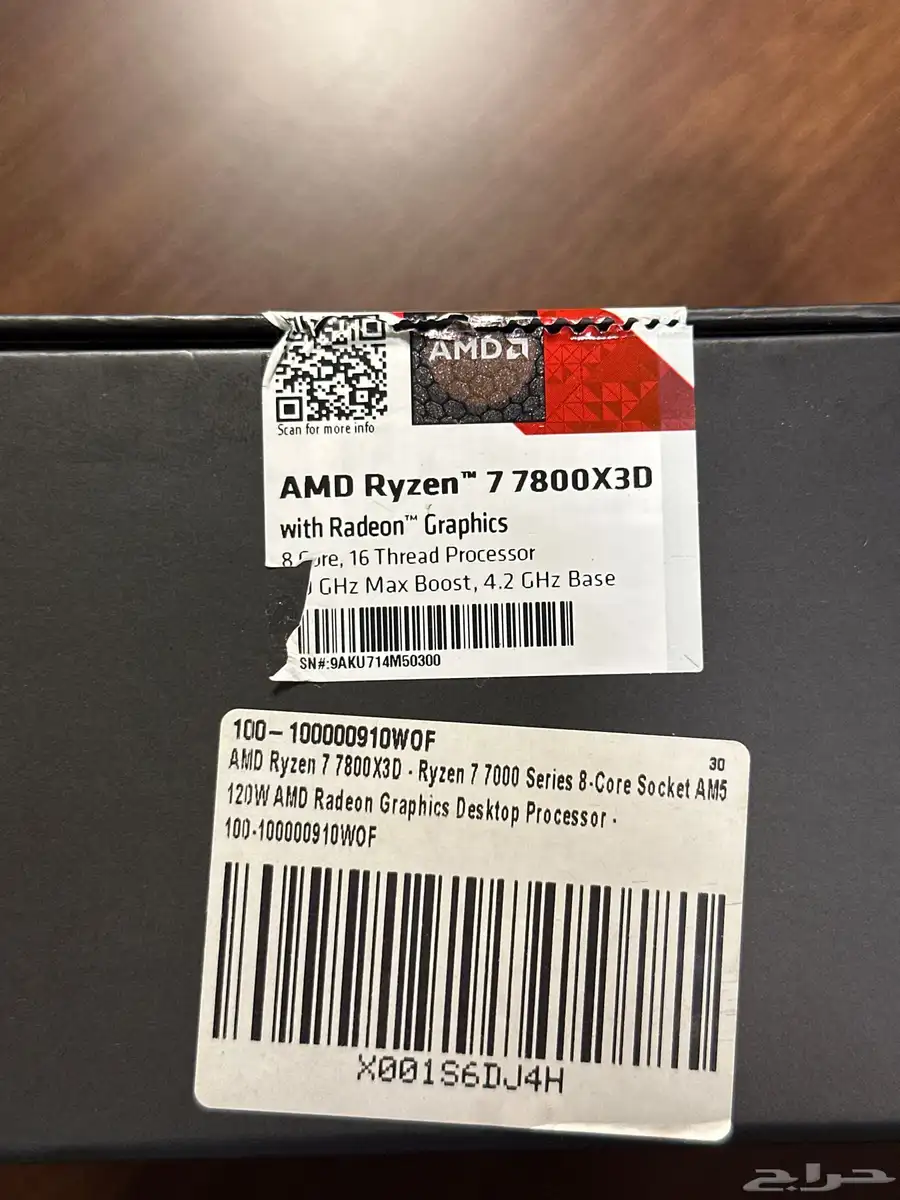 AMD
Scan for more info
AMD Ryzen™ 7 7800X3D
with Radeon™ Graphics
8 Core, 16 Thread Processor
GHz Max Boost, 4.2 GHz Base
SN#:9AKU714M50300
100-100000910WOF
30
AMD Ryzen 7 7800X3D - Ryzen 7 7000 Series 8-Core Socket AM5
120W AMD Radeon Graphics Desktop Processor -
100-100000910WOF
X001S6DJ4H
حراج